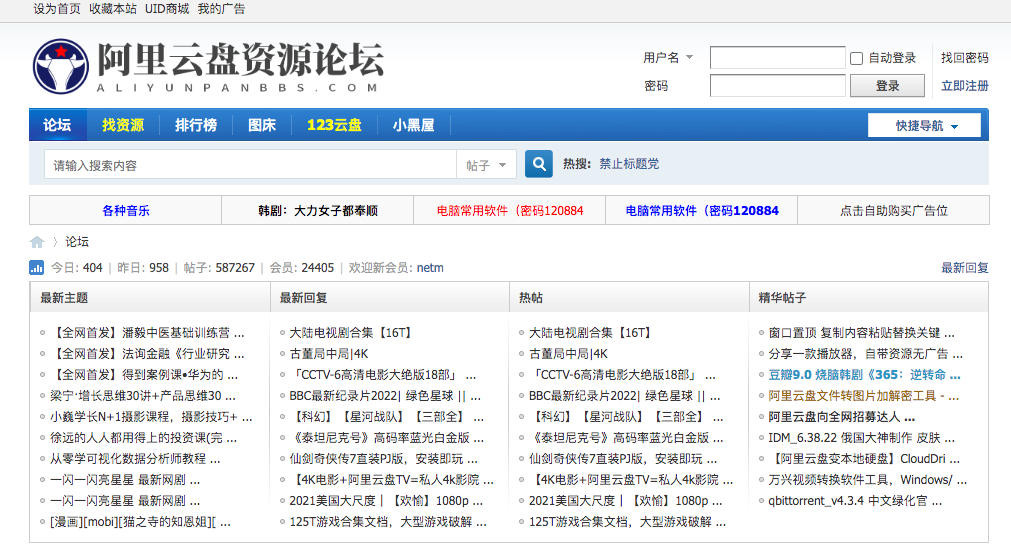 设为首页 收藏本站 UID商城 我的广告
阿里云盘资源论坛
ALIYUNPANBBS.COM
用户名 自动登录 找回密码
密码 登录 立即注册
论坛 找资源 排行榜 图床 123云盘 小黑屋 快捷导航
请输入搜索内容 帖子 热搜: 禁止标题党
各种音乐 韩剧：大力女子都奉顺 电脑常用软件（密码120884 电脑常用软件（密码120884 点击自助购买广告位
论坛
今日: 404 | 昨日: 958 | 帖子: 587267 | 会员: 24405 | 欢迎新会员: netm 最新回复
最新主题 最新回复 热帖 精华帖子
【全网首发】潘毅中医基础训练营 ... 大陆电视剧合集【16T】 大陆电视剧合集【16T】 窗口置顶 复制内容粘贴替换关键 ...
【全网首发】法询金融《行业研究 ... 古董局中局|4K 古董局中局|4K 分享一款播放器，自带资源无广告 ...
【全网首发】得到案例课•华为的 ... 「CCTV-6高清电影大绝版18部」 ... 「CCTV-6高清电影大绝版18部」 ... 豆瓣9.0 烧脑韩剧《365：逆转命 ...
梁宁·增长思维30讲+产品思维30 ... BBC最新纪录片2022| 绿色星球 || ... BBC最新纪录片2022| 绿色星球 || ... 阿里云盘文件转图片加解密工具 - ...
小巍学长N+1摄影课程，摄影技巧+ ... 【科幻】【星河战队】【三部全】 ... 【科幻】【星河战队】【三部全】 ... 阿里云盘向全网招募达人 ...
徐远的人人都用得上的投资课(完 ... 《泰坦尼克号》高码率蓝光白金版 ... 《泰坦尼克号》高码率蓝光白金版 ... IDM_6.38.22 俄国大神制作 皮肤 ...
从零学可视化数据分析师教程 ... 仙剑奇侠传7直装PJ版，安装即玩 ... 仙剑奇侠传7直装PJ版，安装即玩 ... 【阿里云盘变本地硬盘】CloudDri ...
一闪一闪亮星星 最新网剧 ... 【4K电影+阿里云盘TV=私人4k影院 ... 【4K电影+阿里云盘TV=私人4k影院 ... 万兴视频转换软件工具，Windows/ ...
一闪一闪亮星星 最新网剧 ... 2021美国大尺度｜【欢愉】1080p ... 2021美国大尺度｜【欢愉】1080p ... qbittorrent_v4.3.4 中文绿化官 ...
[漫画][mobi][猫之寺的知恩姐][ ... 125T游戏合集文档，大型游戏破解 ... 125T游戏合集文档，大型游戏破解 ...